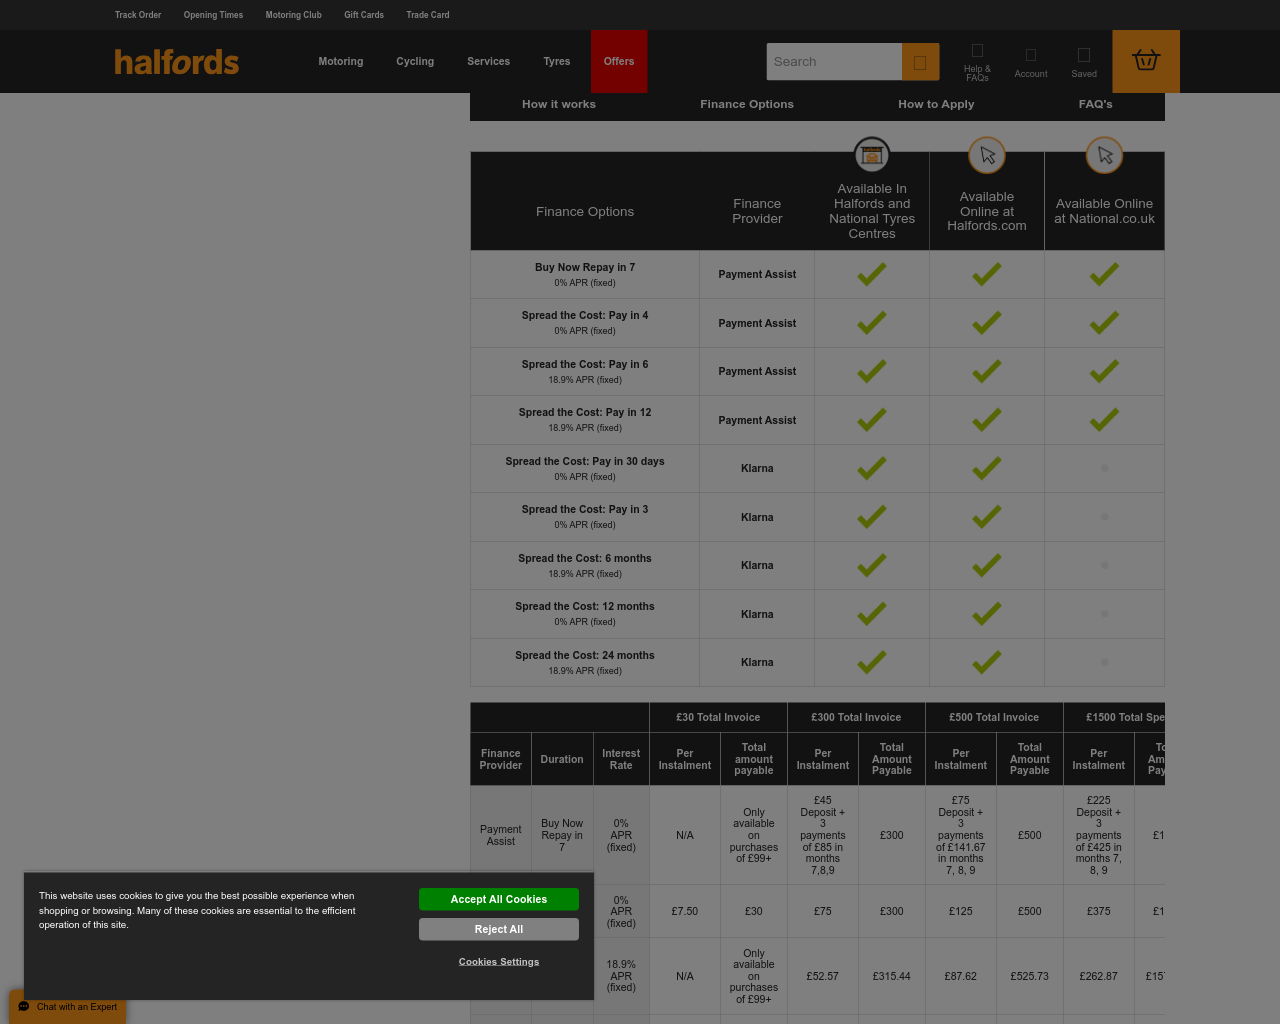 Track Order Opening Times Motoring Club Gift Cards Trade Card
halfords
Motoring Cycling Services Tyres Offers
Search
Help & FAQs
Account
Saved
How it works Finance Options How to Apply FAQ's
Finance Options
Finance Provider
Available In Halfords and National Tyres Centres
Available Online at Halfords.com
Available Online at National.co.uk
Buy Now Repay in 7
0% APR (fixed)
Payment Assist
Spread the Cost: Pay in 4
0% APR (fixed)
Payment Assist
Spread the Cost: Pay in 6
18.9% APR (fixed)
Payment Assist
Spread the Cost: Pay in 12
18.9% APR (fixed)
Payment Assist
Spread the Cost: Pay in 30 days
0% APR (fixed)
Klarna
Spread the Cost: Pay in 3
0% APR (fixed)
Klarna
Spread the Cost: 6 months
18.9% APR (fixed)
Klarna
Spread the Cost: 12 months
0% APR (fixed)
Klarna
Spread the Cost: 24 months
18.9% APR (fixed)
Klarna
£30 Total Invoice £300 Total Invoice £500 Total Invoice £1500 Total
Finance Provider
Duration
Interest Rate
Per Instalment
Total amount payable
Per Instalment
Total Amount Payable
Per Instalment
Total Amount Payable
Per Instalment
Payment Assist
Buy Now Repay in 7
0% APR (fixed)
N/A
Only available on purchases of £99+
£45 Deposit + 3 payments of £85 in months 7,8,9
£300
£75 Deposit + 3 payments of £141.67 in months 7, 8, 9
£500
£225 Deposit + 3 payments of £425 in months 7, 8, 9
0% APR (fixed)
£7.50
£30
£75
£300
£125
£500
£375
18.9% APR (fixed)
N/A
Only available on purchases of £99+
£52.57
£315.44
£87.62
£525.73
£262.87
This website uses cookies to give you the best possible experience when
shopping or browsing. Many of these cookies are essential to the efficient
operation of this site.
Accept All Cookies
Reject All
Cookies Settings
Chat with an Expert